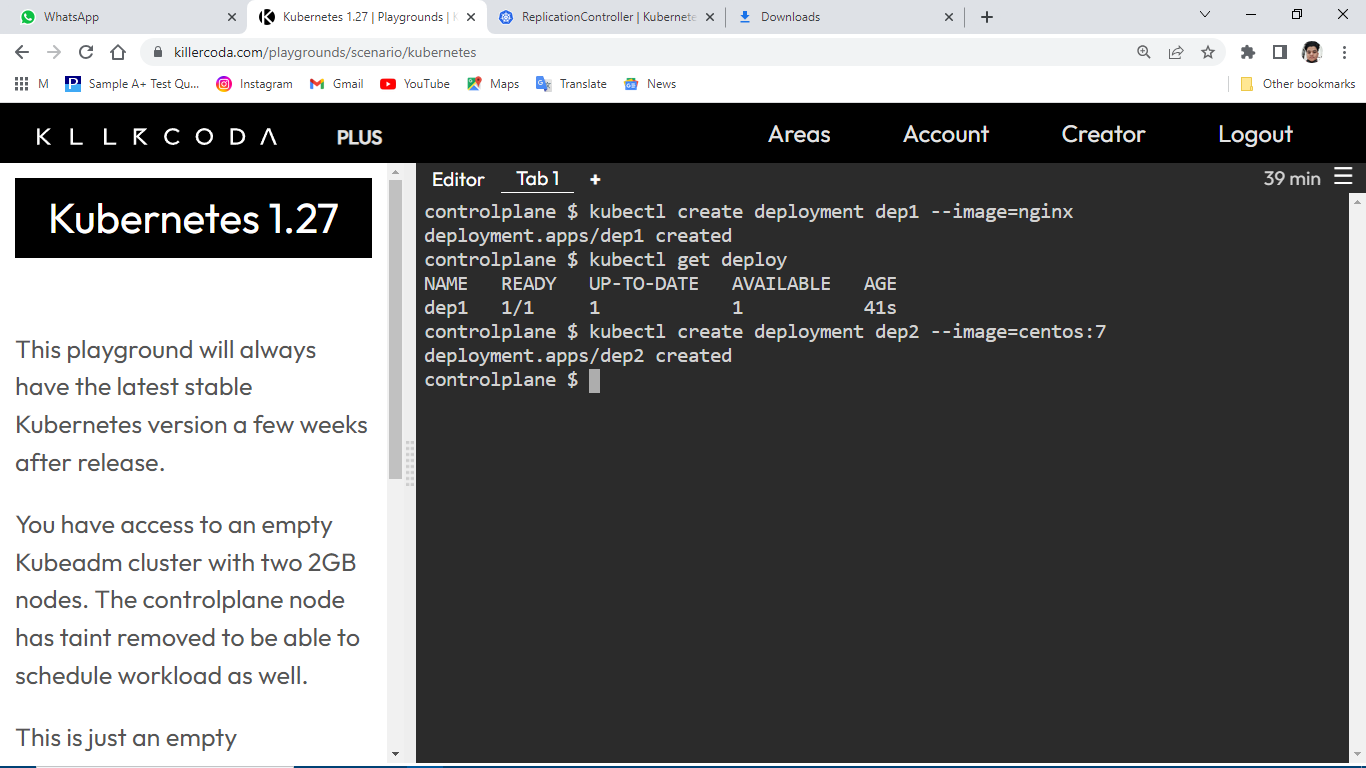 WhatsApp
Kubernetes 1.27 | Playgrounds | K
ReplicationController | Kubernete
Downloads
killercoda.com/playgrounds/scenario/kubernetes
M
Sample A+ Test Qu...
Instagram
Gmail
YouTube
Maps
Translate
News
Other bookmarks
KILLERCODA
PLUS
Areas
Account
Creator
Logout
Kubernetes 1.27
This playground will always
have the latest stable
Kubernetes version a few weeks
after release.
You have access to an empty
Kubeadm cluster with two 2GB
nodes. The controlplane node
has taint removed to be able to
schedule workload as well.
This is just an empty
Editor
Tab 1
+
39 min
controlplane $ kubectl create deployment dep1 --image=nginx
deployment.apps/dep1 created
controlplane $ kubectl get deploy
NAME READY UP-TO-DATE AVAILABLE AGE
dep1 1/1 1 1 41s
controlplane $ kubectl create deployment dep2 --image=centos:7
deployment.apps/dep2 created
controlplane $